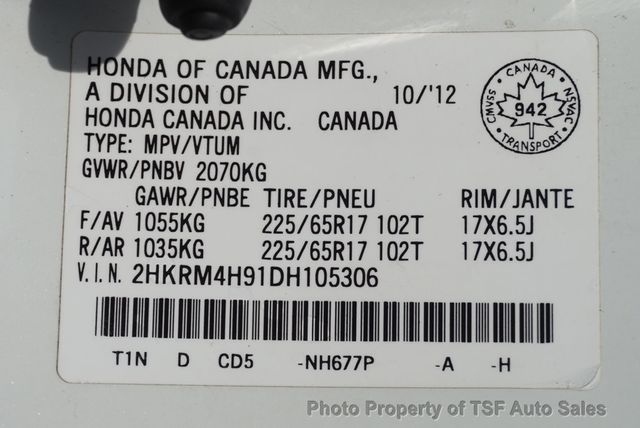 HONDA OF CANADA MFG.,
A DIVISION OF 10/'12
HONDA CANADA INC. CANADA
TYPE: MPV/VTUM
GVWR/PNBV 2070KG
GAWR/PNBE TIRE/PNEU RIM/JANTE
F/AV 1055KG 225/65R17 102T 17X6.5J
R/AR 1035KG 225/65R17 102T 17X6.5J
V.I.N. 2HKRM4H91DH105306
T1N D CD5 -NH677P -A -H
CANADA
CMVSS 942 NSVAC
TRANSPORT
Photo Property of TSF Auto Sales